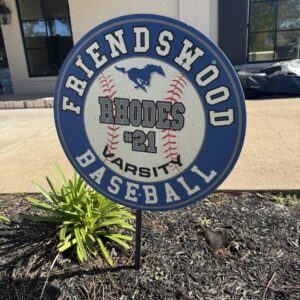 FRIENDSWOOD
RHODES
#21
VARSITY
BASEBALL